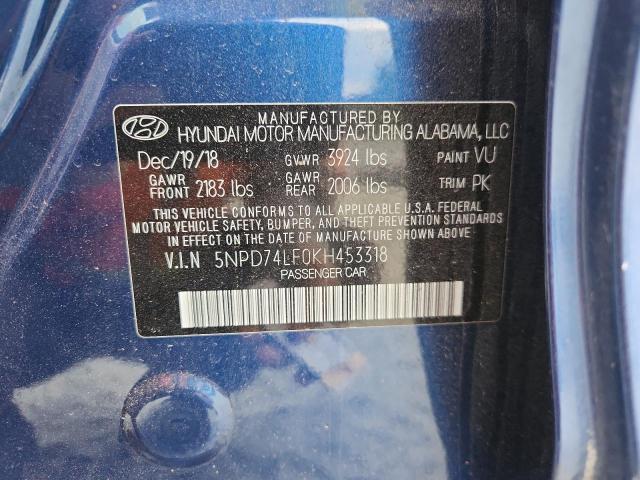 MANUFACTURED BY
HYUNDAI MOTOR MANUFACTURING ALABAMA, LLC
Dec/19/18 GVWR 3924 lbs PAINT VU
GAWR FRONT 2183 lbs GAWR REAR 2006 lbs TRIM PK
THIS VEHICLE CONFORMS TO ALL APPLICABLE U.S.A. FEDERAL
MOTOR VEHICLE SAFETY, BUMPER, AND THEFT PREVENTION STANDARDS
IN EFFECT ON THE DATE OF MANUFACTURE SHOWN ABOVE.
V.I.N 5NPD74LF0KH453318
PASSENGER CAR